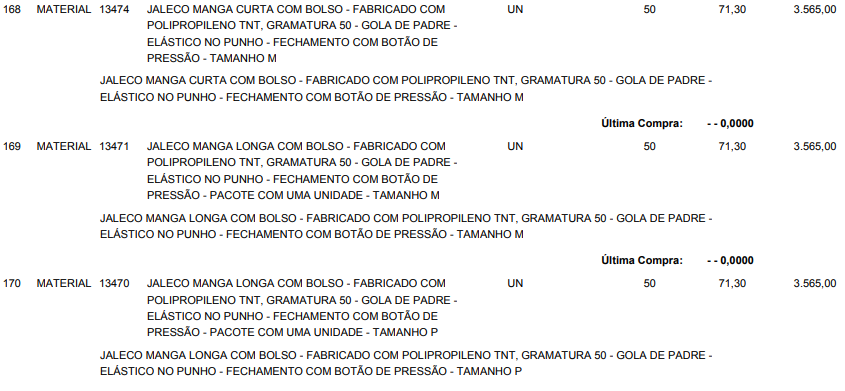 168 MATERIAL 13474 JALECO MANGA CURTA COM BOLSO - FABRICADO COM UN 50 71,30 3.565,00
POLIPROPILENO TNT, GRAMATURA 50 - GOLA DE PADRE -
ELÁSTICO NO PUNHO - FECHAMENTO COM BOTÃO DE
PRESSÃO - TAMANHO M
JALECO MANGA CURTA COM BOLSO - FABRICADO COM POLIPROPILENO TNT, GRAMATURA 50 - GOLA DE PADRE -
ELÁSTICO NO PUNHO - FECHAMENTO COM BOTÃO DE PRESSÃO - TAMANHO M
Última Compra: - - 0,0000
169 MATERIAL 13471 JALECO MANGA LONGA COM BOLSO - FABRICADO COM UN 50 71,30 3.565,00
POLIPROPILENO TNT, GRAMATURA 50 - GOLA DE PADRE -
ELÁSTICO NO PUNHO - FECHAMENTO COM BOTÃO DE
PRESSÃO - PACOTE COM UMA UNIDADE - TAMANHO M
JALECO MANGA LONGA COM BOLSO - FABRICADO COM POLIPROPILENO TNT, GRAMATURA 50 - GOLA DE PADRE -
ELÁSTICO NO PUNHO - FECHAMENTO COM BOTÃO DE PRESSÃO - TAMANHO M
Última Compra: - - 0,0000
170 MATERIAL 13470 JALECO MANGA LONGA COM BOLSO - FABRICADO COM UN 50 71,30 3.565,00
POLIPROPILENO TNT, GRAMATURA 50 - GOLA DE PADRE -
ELÁSTICO NO PUNHO - FECHAMENTO COM BOTÃO DE
PRESSÃO - PACOTE COM UMA UNIDADE - TAMANHO P
JALECO MANGA LONGA COM BOLSO - FABRICADO COM POLIPROPILENO TNT, GRAMATURA 50 - GOLA DE PADRE -
ELÁSTICO NO PUNHO - FECHAMENTO COM BOTÃO DE PRESSÃO - TAMANHO P